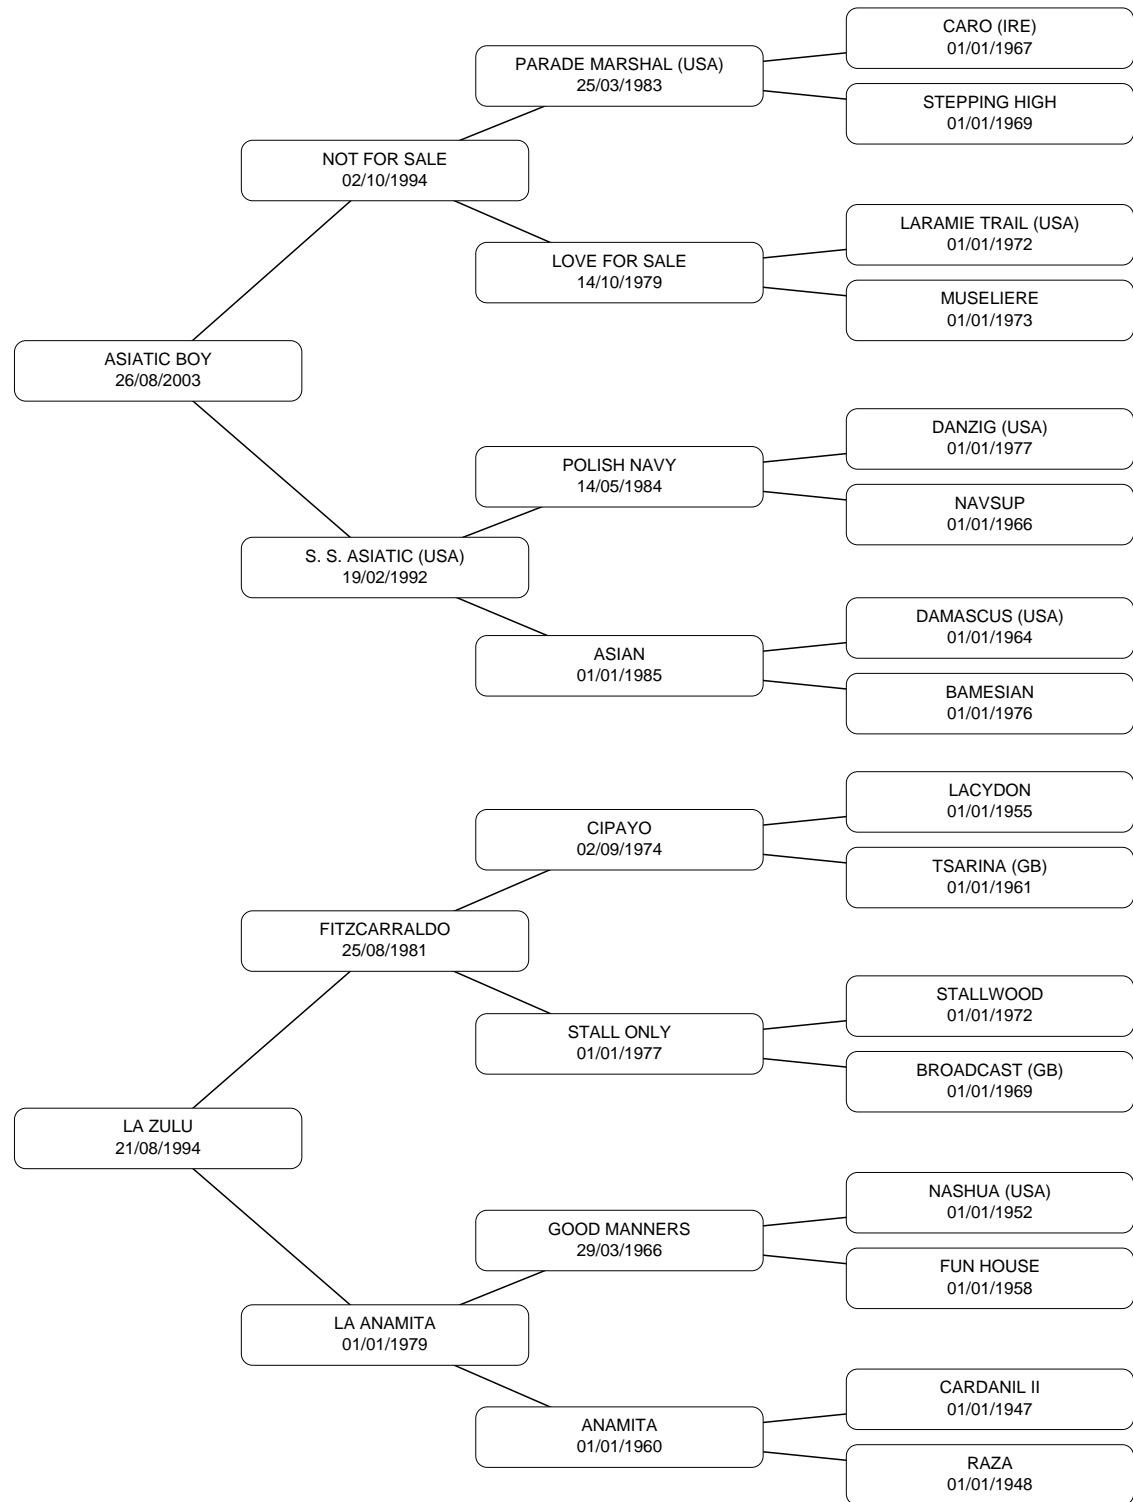 CARO (IRE)
01/01/1967
PARADE MARSHAL (USA)
25/03/1983
STEPPING HIGH
01/01/1969
NOT FOR SALE
02/10/1994
LARAMIE TRAIL (USA)
01/01/1972
LOVE FOR SALE
14/10/1979
MUSELIERE
01/01/1973
ASIATIC BOY
26/08/2003
DANZIG (USA)
01/01/1977
POLISH NAVY
14/05/1984
NAVSUP
01/01/1966
S. S. ASIATIC (USA)
19/02/1992
DAMASCUS (USA)
01/01/1964
ASIAN
01/01/1985
BAMESIAN
01/01/1976
LACYDON
01/01/1955
CIPAYO
02/09/1974
TSARINA (GB)
01/01/1961
FITZCARRALDO
25/08/1981
STALLWOOD
01/01/1972
STALL ONLY
01/01/1977
BROADCAST (GB)
01/01/1969
LA ZULU
21/08/1994
NASHUA (USA)
01/01/1952
GOOD MANNERS
29/03/1966
FUN HOUSE
01/01/1958
LA ANAMITA
01/01/1979
CARDANIL II
01/01/1947
ANAMITA
01/01/1960
RAZA
01/01/1948